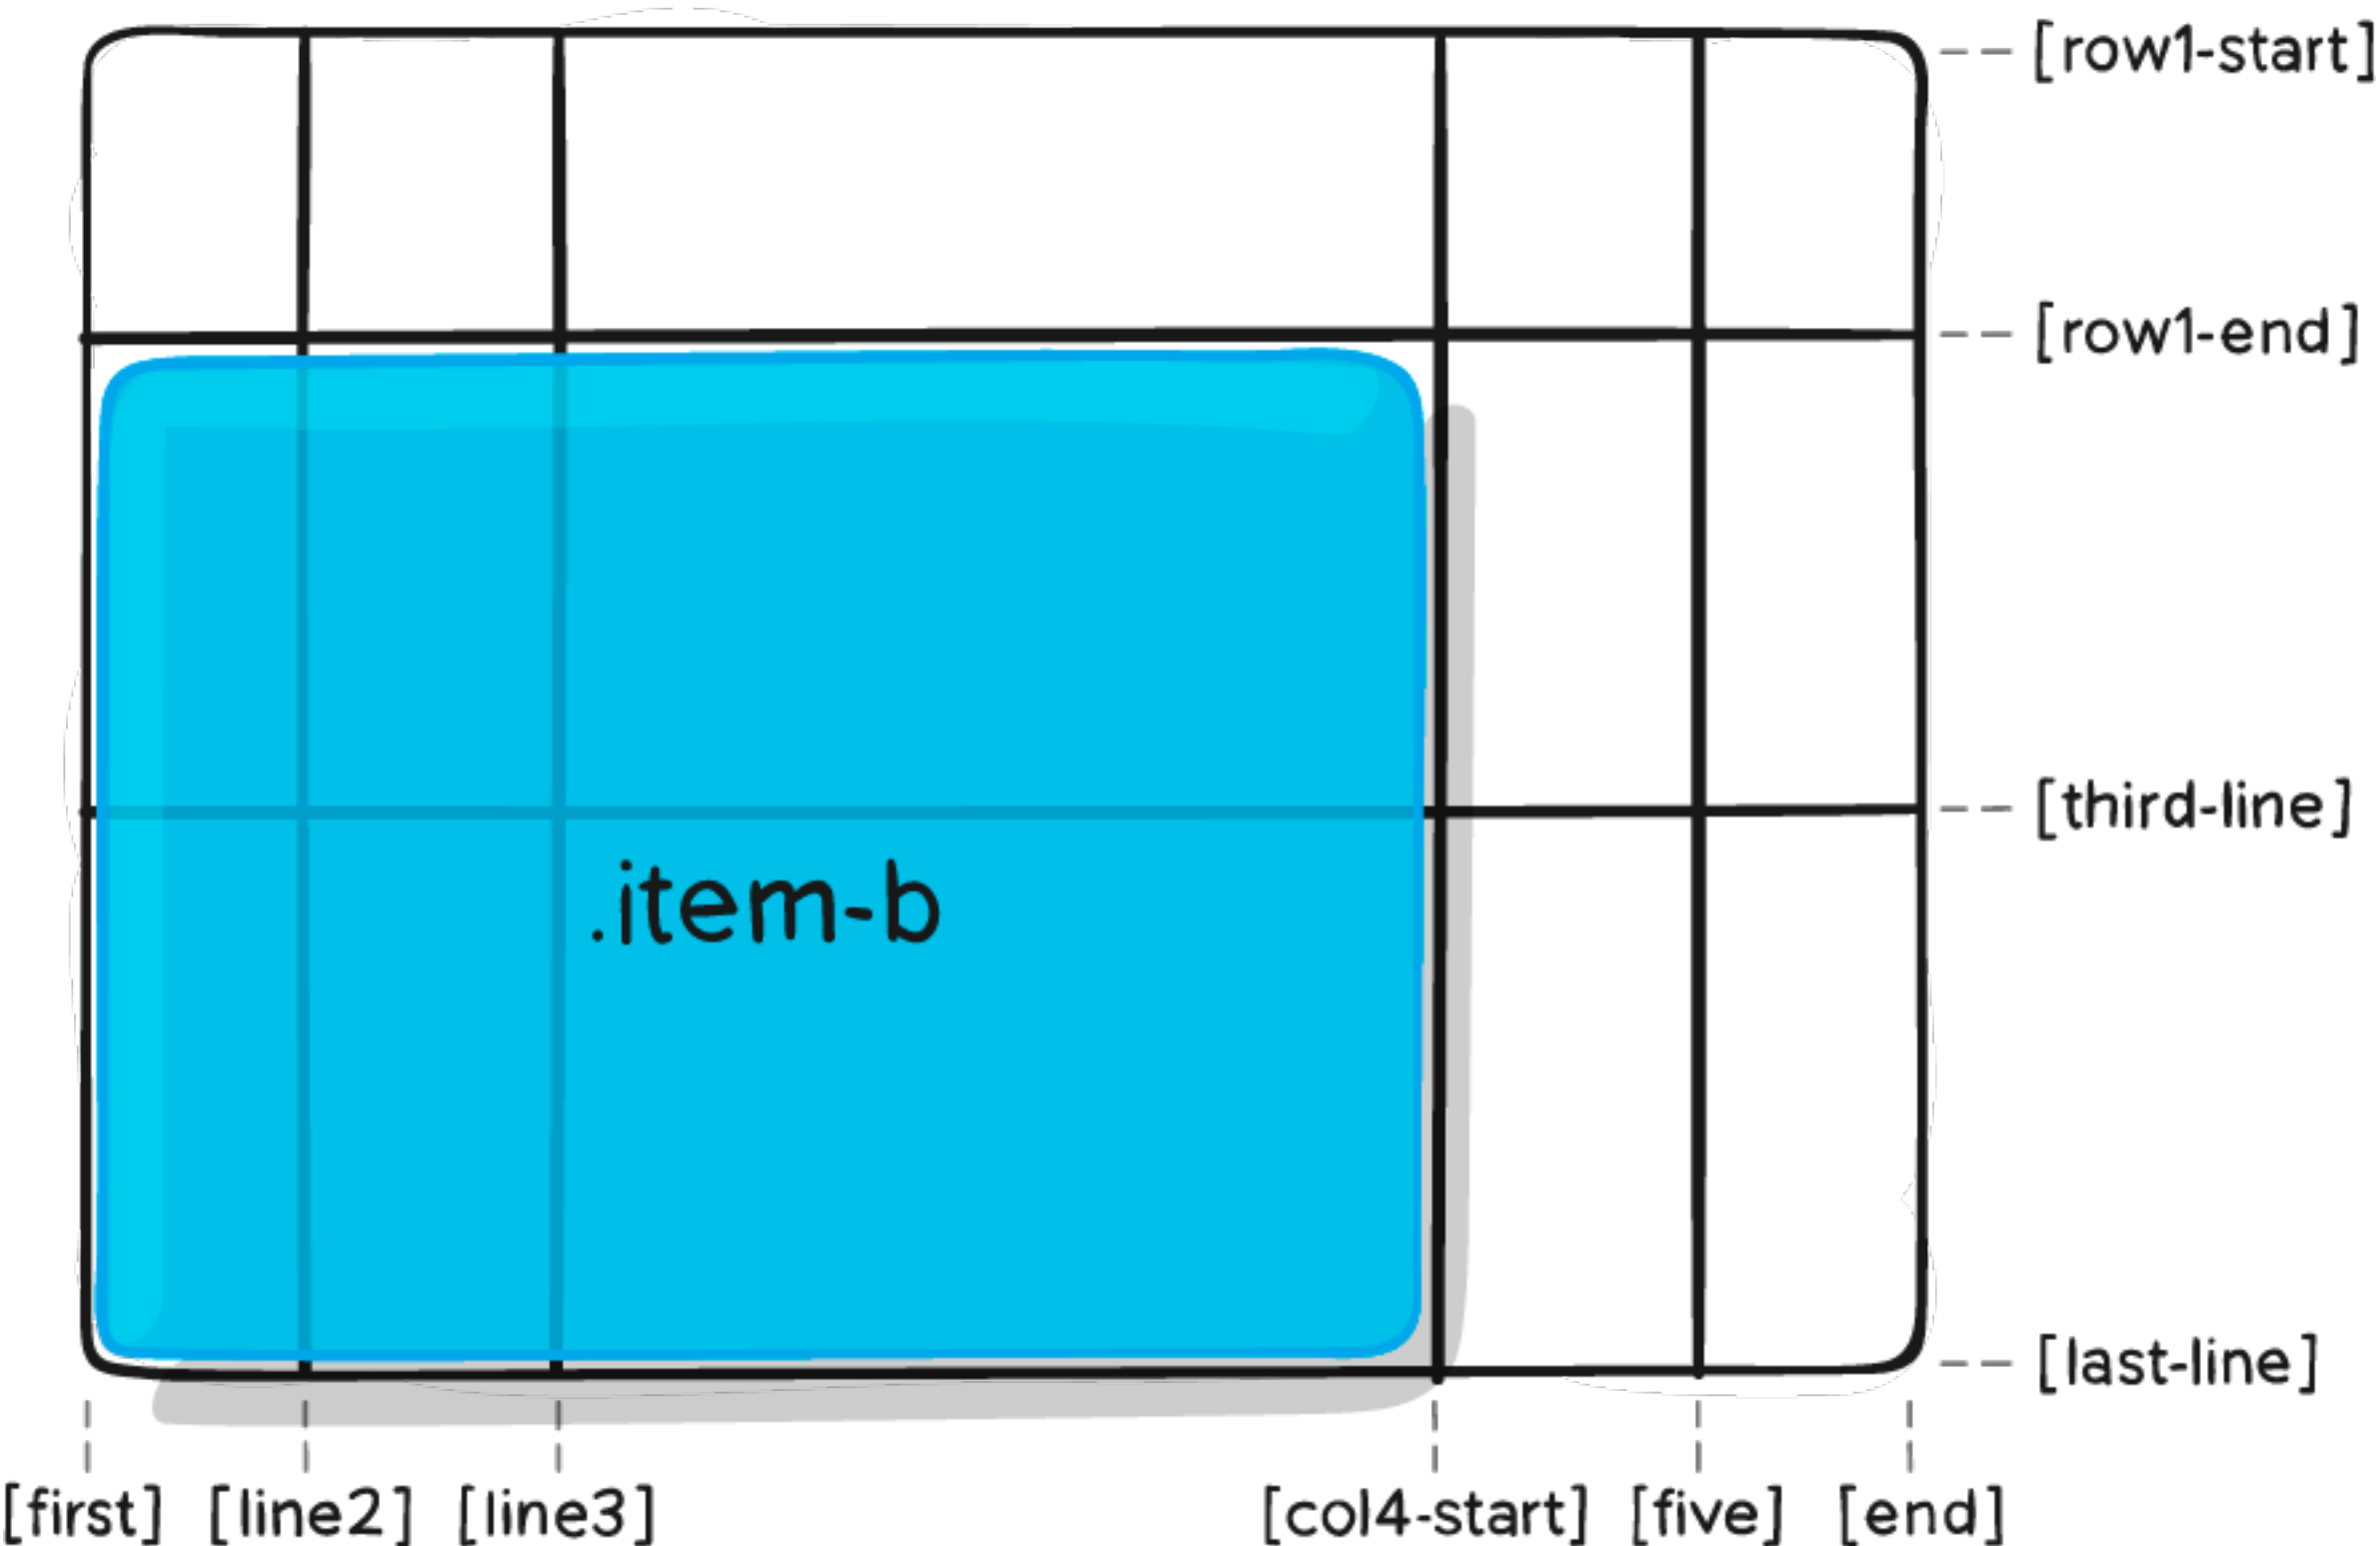 [row1-start]
[row1-end]
[third-line]
.item-b
[last-line]
[first] [line2] [line3] [col4-start] [five] [end]